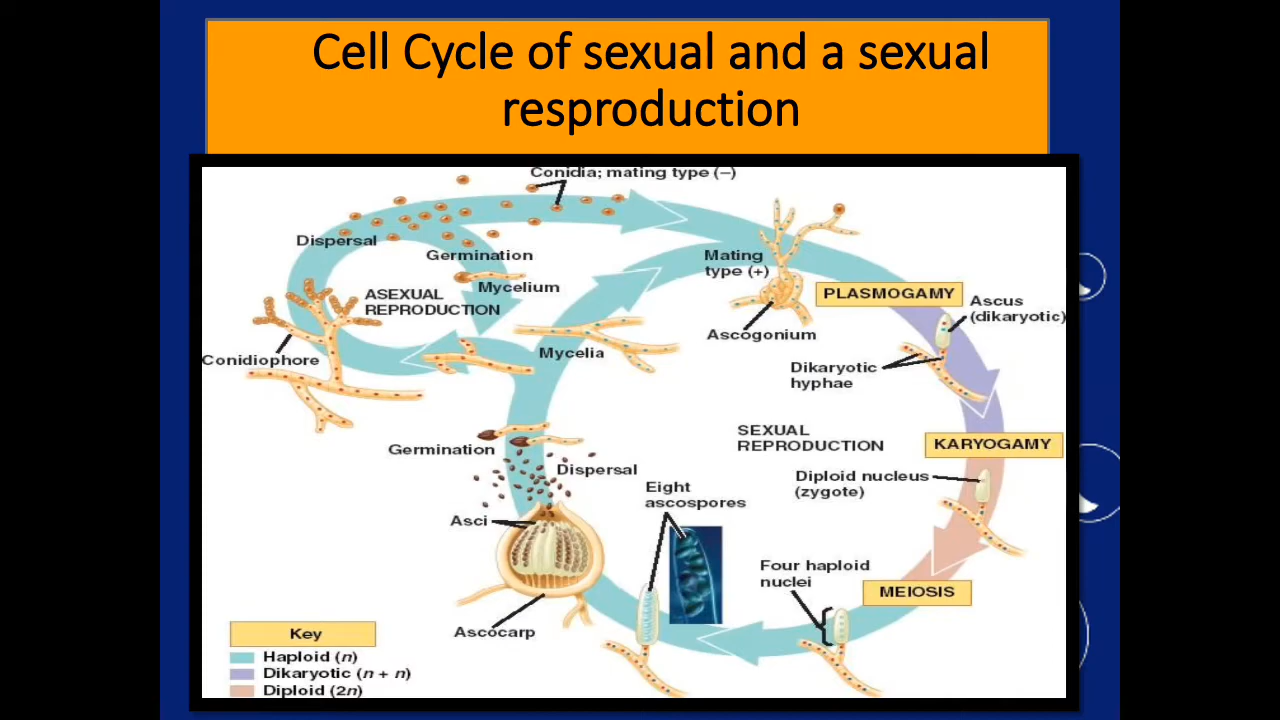 Cell Cycle of sexual and a sexual
resproduction
Conidia; mating type (–)
Dispersal
Germination
Mycelium
ASEXUAL
REPRODUCTION
Conidiophore
Mycelia
Mating
type (+)
Ascogonium
PLASMOGAMY
Ascus
(dikaryotic)
Dikaryotic
hyphae
SEXUAL
REPRODUCTION
KARYOGAMY
Diploid nucleus
(zygote)
Germination
Dispersal
Eight
ascospores
Asci
Four haploid
nuclei
MEIOSIS
Ascocarp
Key
Haploid (n)
Dikaryotic (n + n)
Diploid (2n)